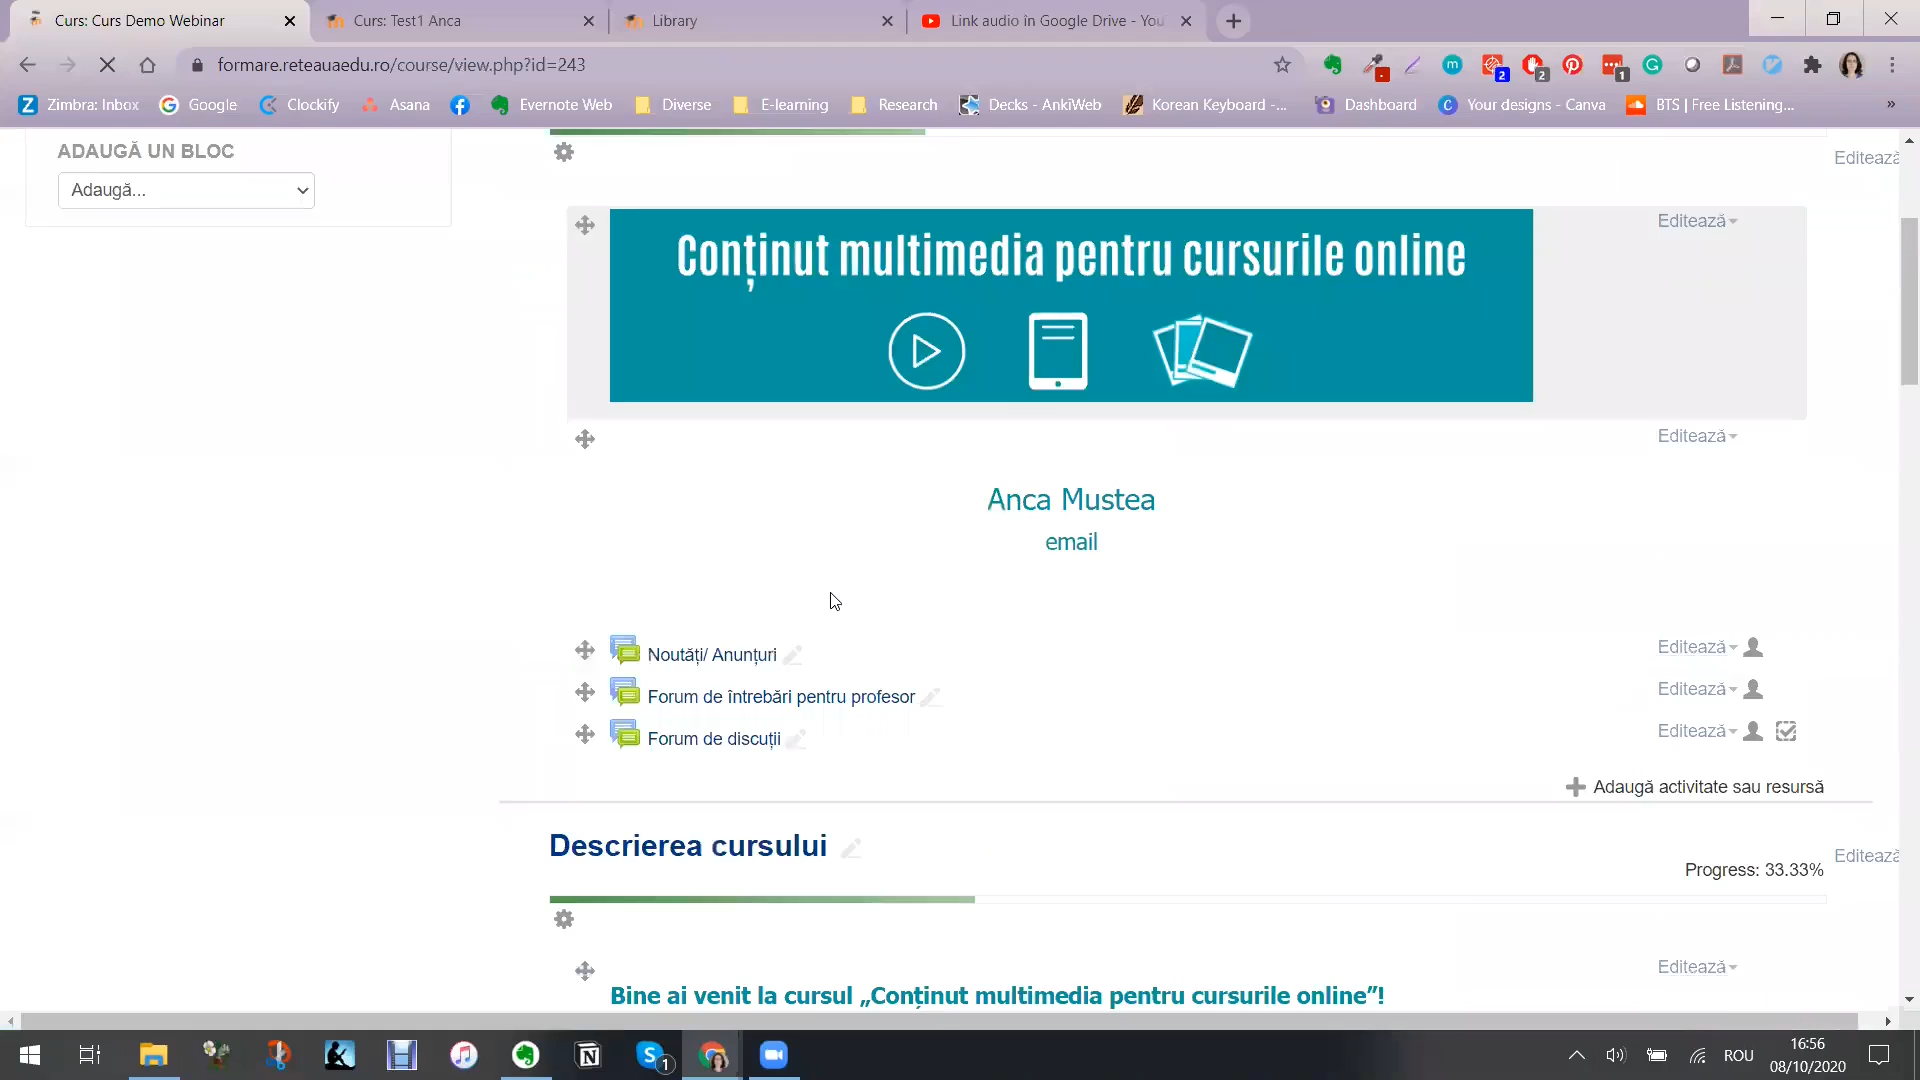 Curs: Curs Demo Webinar
Curs: Test1 Anca
Library
Link audio în Google Drive - You
formare.reteauaedu.ro/course/view.php?id=243
2
2
1
Zimbra: Inbox
Google
Clockify
Asana
Evernote Web
Diverse
E-learning
Research
Decks - AnkiWeb
Korean Keyboard -...
Dashboard
Your designs - Canva
BTS | Free Listening...
»
ADAUGĂ UN BLOC
Adaugă...
Editează
Conținut multimedia pentru cursurile online
Editează
Editează
Anca Mustea
email
Noutăți/ Anunțuri
Editează
Forum de întrebări pentru profesor
Editează
Forum de discuții
Editează
Adaugă activitate sau resursă
Descrierea cursului
Editează
Progress: 33.33%
Editează
Bine ai venit la cursul „Conținut multimedia pentru cursurile online”!
1
ROU
16:56
08/10/2020